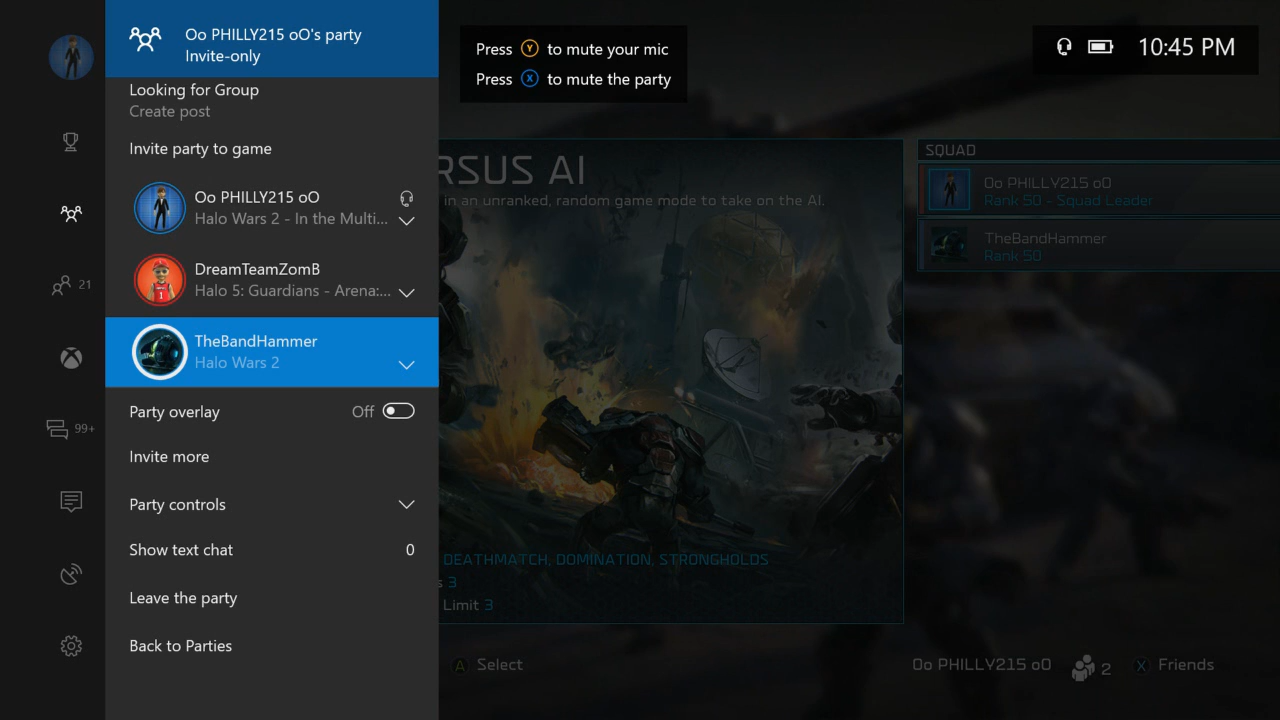 Oo PHILLY215 oO's party
Invite-only
Looking for Group
Create post
Invite party to game
Oo PHILLY215 oO
Halo Wars 2 - In the Multi...
DreamTeamZomB
Halo 5: Guardians - Arena:...
TheBandHammer
Halo Wars 2
Party overlay Off
Invite more
Party controls
Show text chat 0
Leave the party
Back to Parties
21
99+
Press Y to mute your mic
Press X to mute the party
10:45 PM
RSUS AI
in an unranked, random game mode to take on the AI.
DEATHMATCH, DOMINATION, STRONGHOLDS
s 3
Limit 3
SQUAD
Oo PHILLY215 oO
Rank 50 - Squad Leader
TheBandHammer
Rank 50
A Select
Oo PHILLY215 oO 2 X Friends